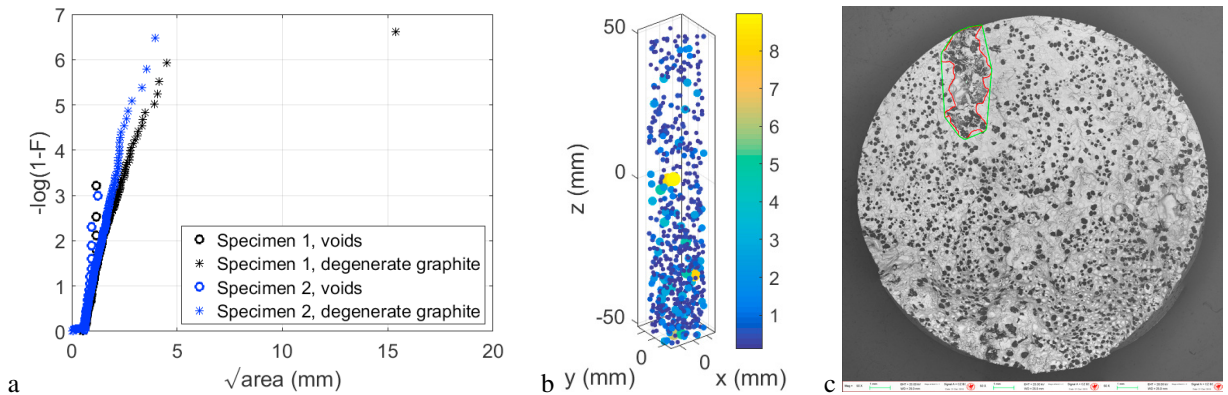 7
6
5
4
3
2
1
0
-log(1-F)
Specimen 1, voids
Specimen 1, degenerate graphite
Specimen 2, voids
Specimen 2, degenerate graphite
0 5 10 15 20
√area (mm)
a
50
0
-50
z (mm)
0 0
y (mm) x (mm)
8
7
6
5
4
3
2
1
b
c